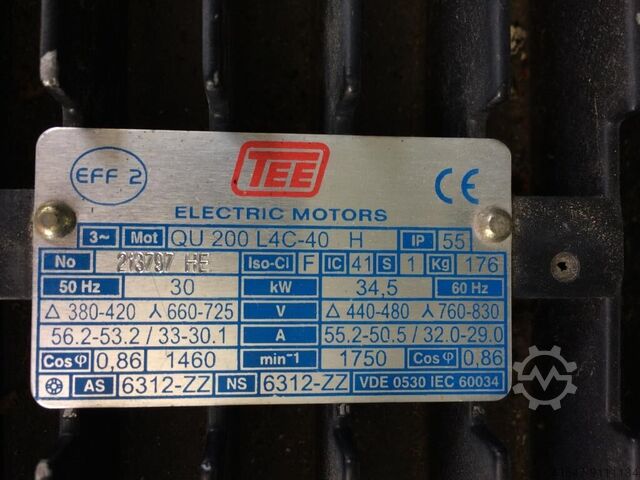 EFF 2 TEE CE
ELECTRIC MOTORS
3~ Mot QU 200 L4C-40 H IP 55
No 213797 HE Iso-Cl F IC 41 S 1 Kg 176
50 Hz 30 kW 34,5 60 Hz
△ 380-420 ⅄ 660-725 V △ 440-480 ⅄ 760-830
56.2-53.2 / 33-30.1 A 55.2-50.5 / 32.0-29.0
Cos φ 0,86 1460 min⁻¹ 1750 Cos φ 0,86
AS 6312-ZZ NS 6312-ZZ VDE 0530 IEC 60034